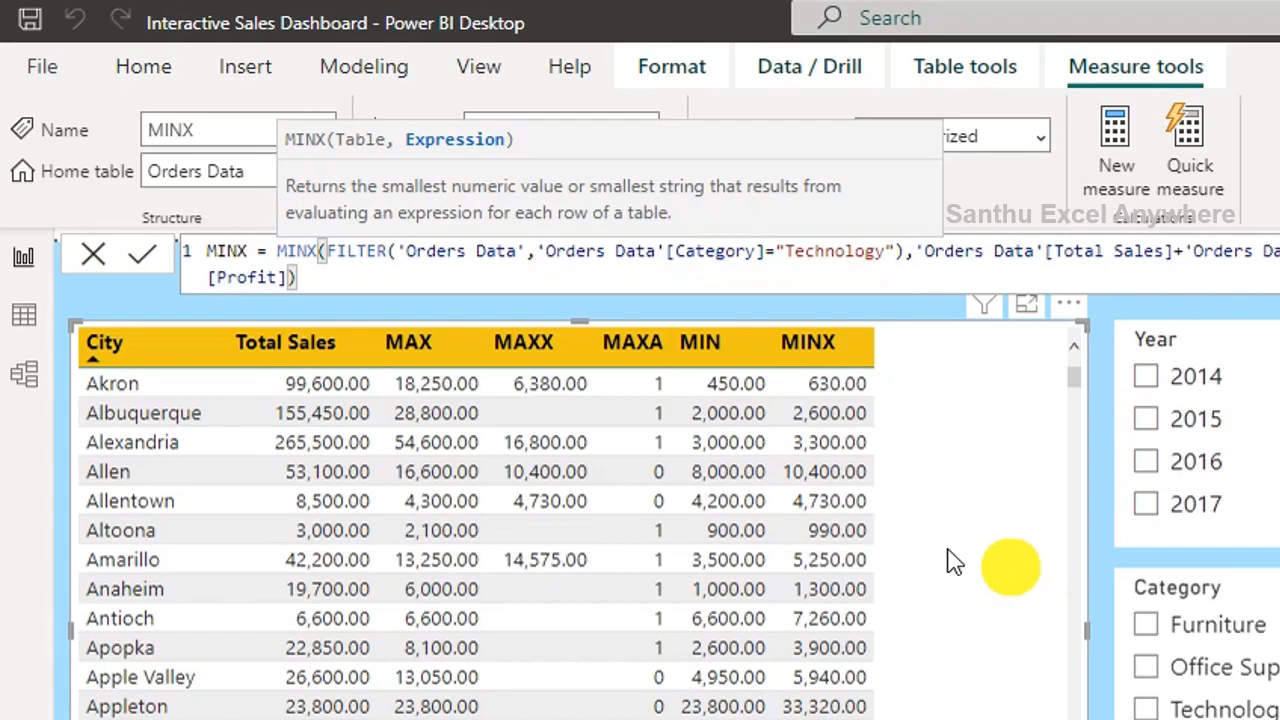 Interactive Sales Dashboard - Power BI Desktop
Search
File Home Insert Modeling View Help Format Data / Drill Table tools Measure tools
Name MINX
MINX(Table, Expression)
Home table Orders Data
Returns the smallest numeric value or smallest string that results from
evaluating an expression for each row of a table.
Structure
New measure
Quick measure
Calculations
Santhu Excel Anywhere
1 MINX = MINX(FILTER('Orders Data','Orders Data'[Category]="Technology"),'Orders Data'[Total Sales]+'Orders Da
[Profit])
City Total Sales MAX MAXX MAXA MIN MINX
Akron 99,600.00 18,250.00 6,380.00 1 450.00 630.00
Albuquerque 155,450.00 28,800.00 1 2,000.00 2,600.00
Alexandria 265,500.00 54,600.00 16,800.00 1 3,000.00 3,300.00
Allen 53,100.00 16,600.00 10,400.00 0 8,000.00 10,400.00
Allentown 8,500.00 4,300.00 4,730.00 0 4,200.00 4,730.00
Altoona 3,000.00 2,100.00 1 900.00 990.00
Amarillo 42,200.00 13,250.00 14,575.00 1 3,500.00 5,250.00
Anaheim 19,700.00 6,000.00 1 1,000.00 1,300.00
Antioch 6,600.00 6,600.00 1 6,600.00 7,260.00
Apopka 22,850.00 8,100.00 1 2,600.00 3,900.00
Apple Valley 26,600.00 13,050.00 0 4,950.00 5,940.00
Appleton 23,800.00 23,800.00 0 23,800.00 33,320.00
Year
2014
2015
2016
2017
Category
Furniture
Office Sup
Technolog